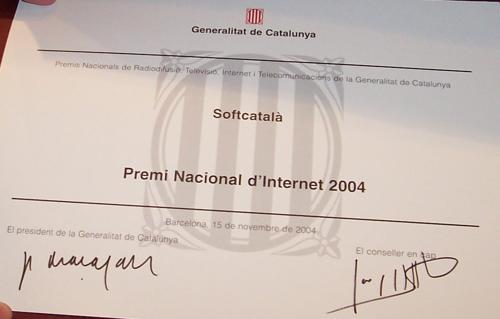 Generalitat de Catalunya
Premis Nacionals de Radiodifusió, Televisió, Internet i Telecomunicacions de la Generalitat de Catalunya
Softcatalà
Premi Nacional d'Internet 2004
Barcelona, 15 de novembre de 2004
El president de la Generalitat de Catalunya
El conseller en cap